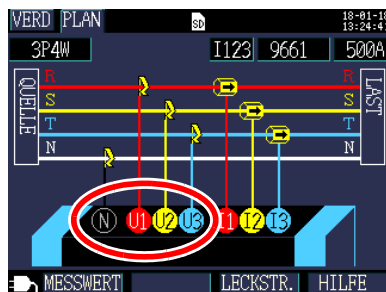 VERD PLAN SD 18-01-18
13:24:4
3P4W I123 9661 500A
QUELLE R R LAST
S S
T T
N N
N U1 U2 U3 I1 I2 I3
MESSWERT LECKSTR. HILFE